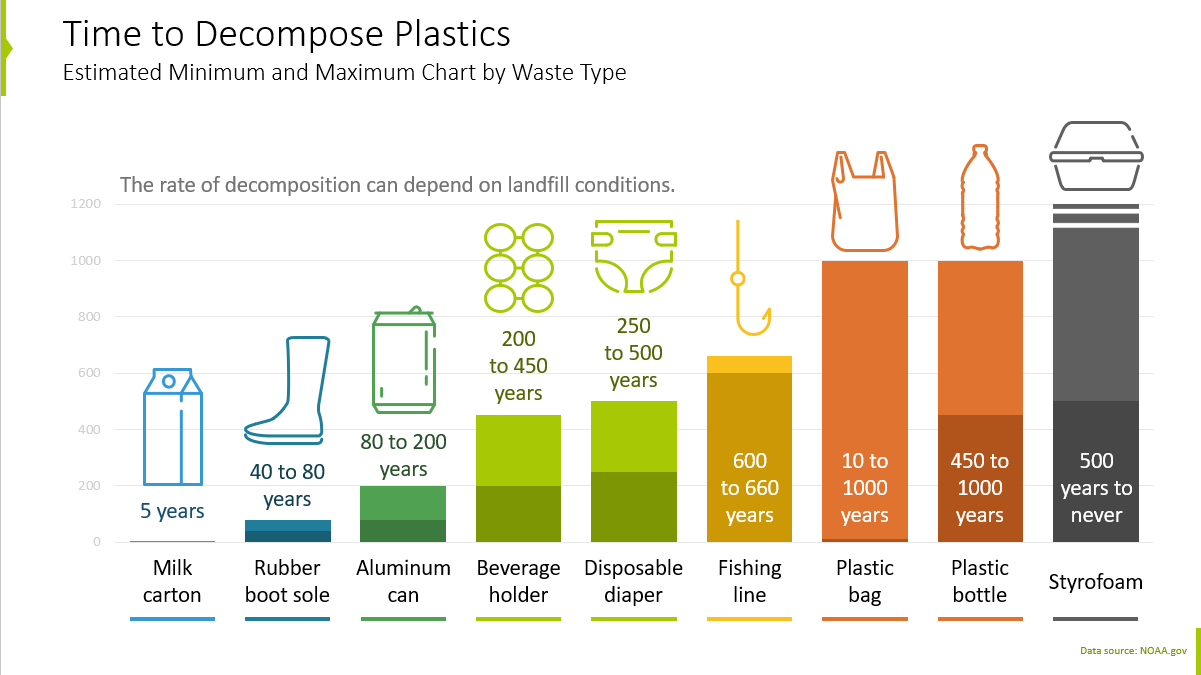 Time to Decompose Plastics
Estimated Minimum and Maximum Chart by Waste Type
The rate of decomposition can depend on landfill conditions.
1200
1000
800
600
400
200
0
5 years
40 to 80
years
80 to 200
years
200
to 450
years
250
to 500
years
600
to 660
years
10 to
1000
years
450 to
1000
years
500
years to
never
Milk
carton
Rubber
boot sole
Aluminum
can
Beverage
holder
Disposable
diaper
Fishing
line
Plastic
bag
Plastic
bottle
Styrofoam
Data source: NOAA.gov